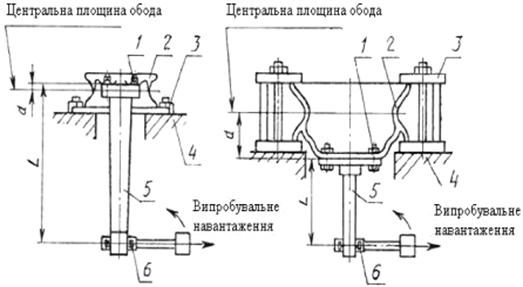 Центральна площина обода
1
2
3
d
L
4
5
Випробувальне
навантаження
6
Центральна площина обода
1
2
3
d
4
L
5
Випробувальне
навантаження
6